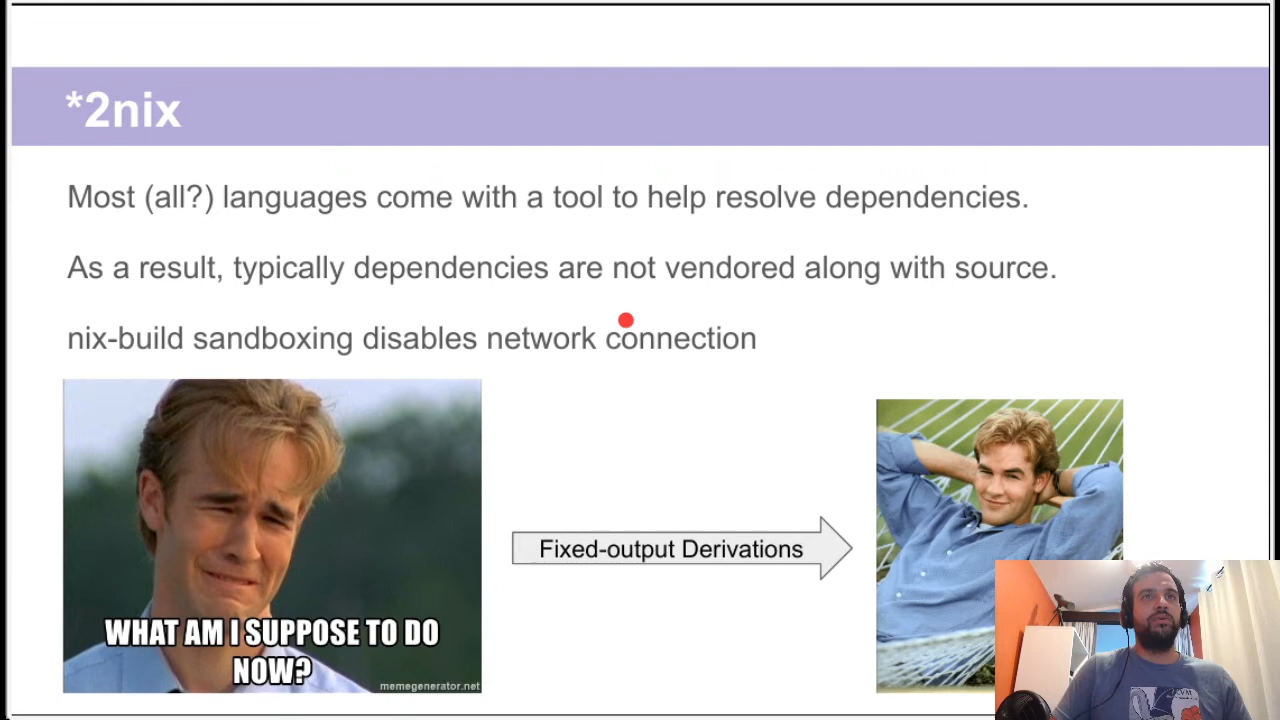 *2nix
Most (all?) languages come with a tool to help resolve dependencies.
As a result, typically dependencies are not vendored along with source.
nix-build sandboxing disables network connection
WHAT AM I SUPPOSE TO DO
NOW?
memegenerator.net
Fixed-output Derivations